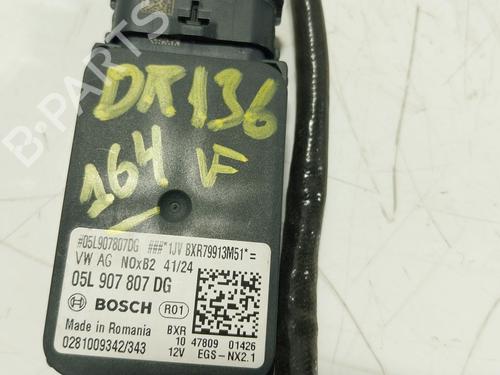 DR136
164 V
#05L907807DG ###*1JV BXR79913M51*=
VW AG NOxB2 41/24
05L 907 807 DG
BOSCH R01
Made in Romania BXR
10 47809 01426
0281009342/343 12V EGS-NX2.1
B-PARTS